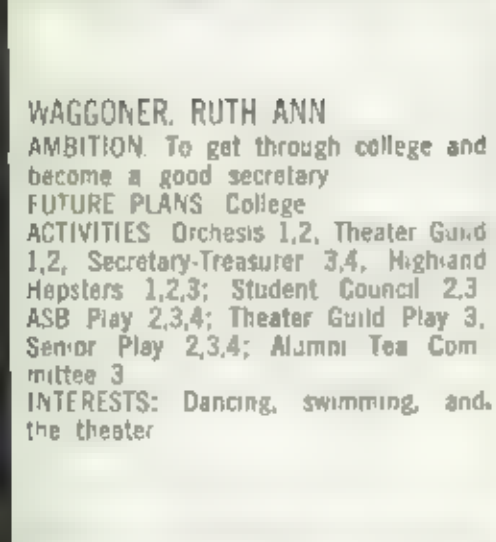 WAGGONER, RUTH ANN
AMBITION. To get through college and
become a good secretary
FUTURE PLANS College
ACTIVITIES Orchesis 1,2, Theater Guild
1,2, Secretary-Treasurer 3,4, Highland
Hepsters 1,2,3; Student Council 2,3
ASB Play 2,3,4; Theater Guild Play 3,
Senior Play 2,3,4; Alumni Tea Com
mittee 3
INTERESTS: Dancing, swimming, and,
the theater